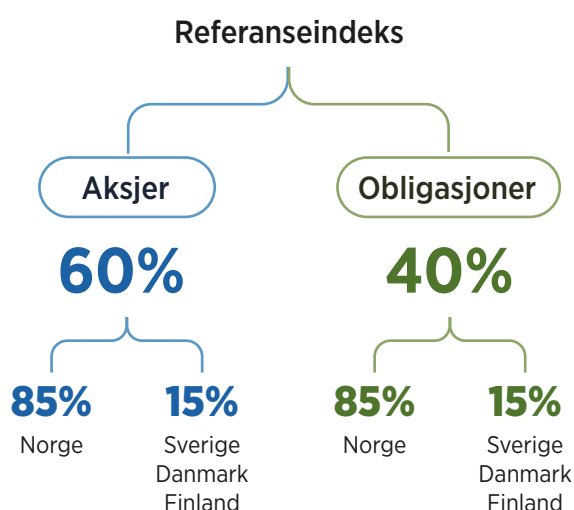 Referanseindeks
Aksjer
Obligasjoner
60%
40%
85%
15%
85%
15%
Norge
Sverige
Danmark
Finland
Norge
Sverige
Danmark
Finland